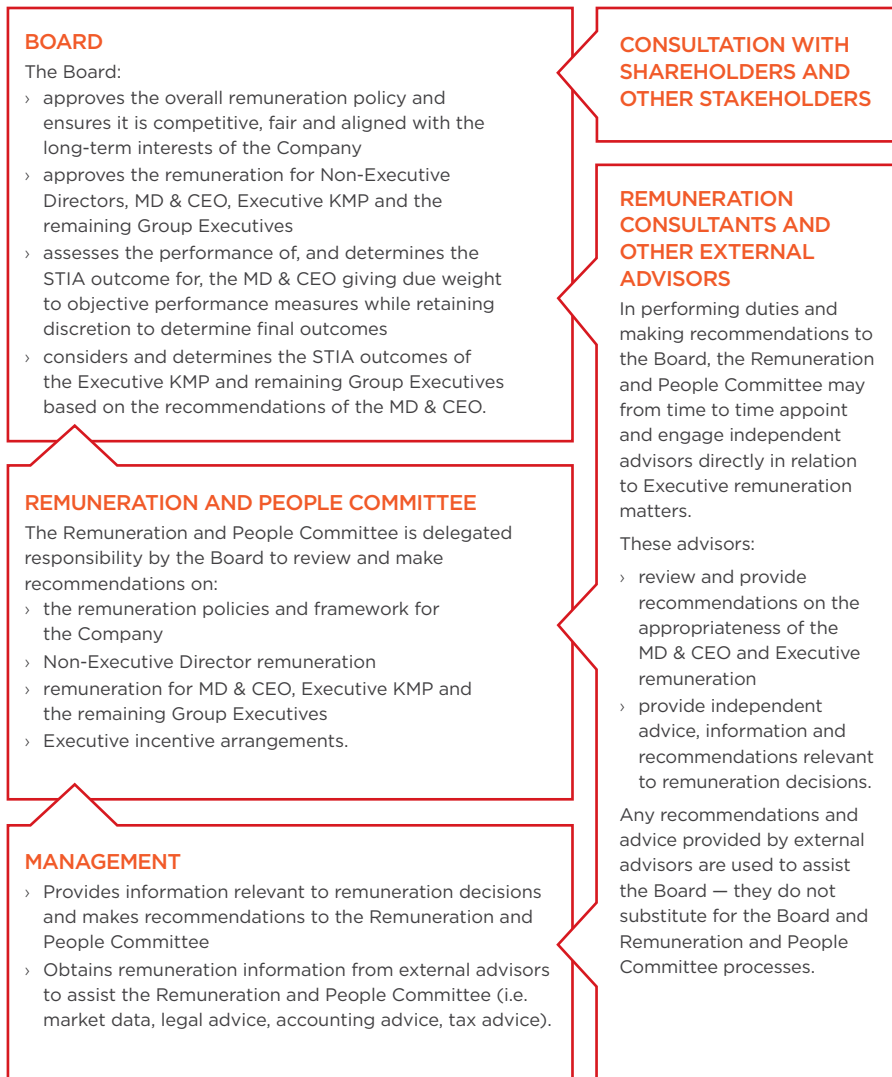 BOARD
The Board:
› approves the overall remuneration policy and
ensures it is competitive, fair and aligned with the
long-term interests of the Company
› approves the remuneration for Non-Executive
Directors, MD & CEO, Executive KMP and the
remaining Group Executives
› assesses the performance of, and determines the
STIA outcome for, the MD & CEO giving due weight
to objective performance measures while retaining
discretion to determine final outcomes
› considers and determines the STIA outcomes of
the Executive KMP and remaining Group Executives
based on the recommendations of the MD & CEO.
REMUNERATION AND PEOPLE COMMITTEE
The Remuneration and People Committee is delegated
responsibility by the Board to review and make
recommendations on:
› the remuneration policies and framework for
the Company
› Non-Executive Director remuneration
› remuneration for MD & CEO, Executive KMP and
the remaining Group Executives
› Executive incentive arrangements.
MANAGEMENT
› Provides information relevant to remuneration decisions
and makes recommendations to the Remuneration and
People Committee
› Obtains remuneration information from external advisors
to assist the Remuneration and People Committee (i.e.
market data, legal advice, accounting advice, tax advice).
CONSULTATION WITH
SHAREHOLDERS AND
OTHER STAKEHOLDERS
REMUNERATION
CONSULTANTS AND
OTHER EXTERNAL
ADVISORS
In performing duties and
making recommendations to
the Board, the Remuneration
and People Committee may
from time to time appoint
and engage independent
advisors directly in relation
to Executive remuneration
matters.
These advisors:
› review and provide
recommendations on the
appropriateness of the
MD & CEO and Executive
remuneration
› provide independent
advice, information and
recommendations relevant
to remuneration decisions.
Any recommendations and
advice provided by external
advisors are used to assist
the Board — they do not
substitute for the Board and
Remuneration and People
Committee processes.